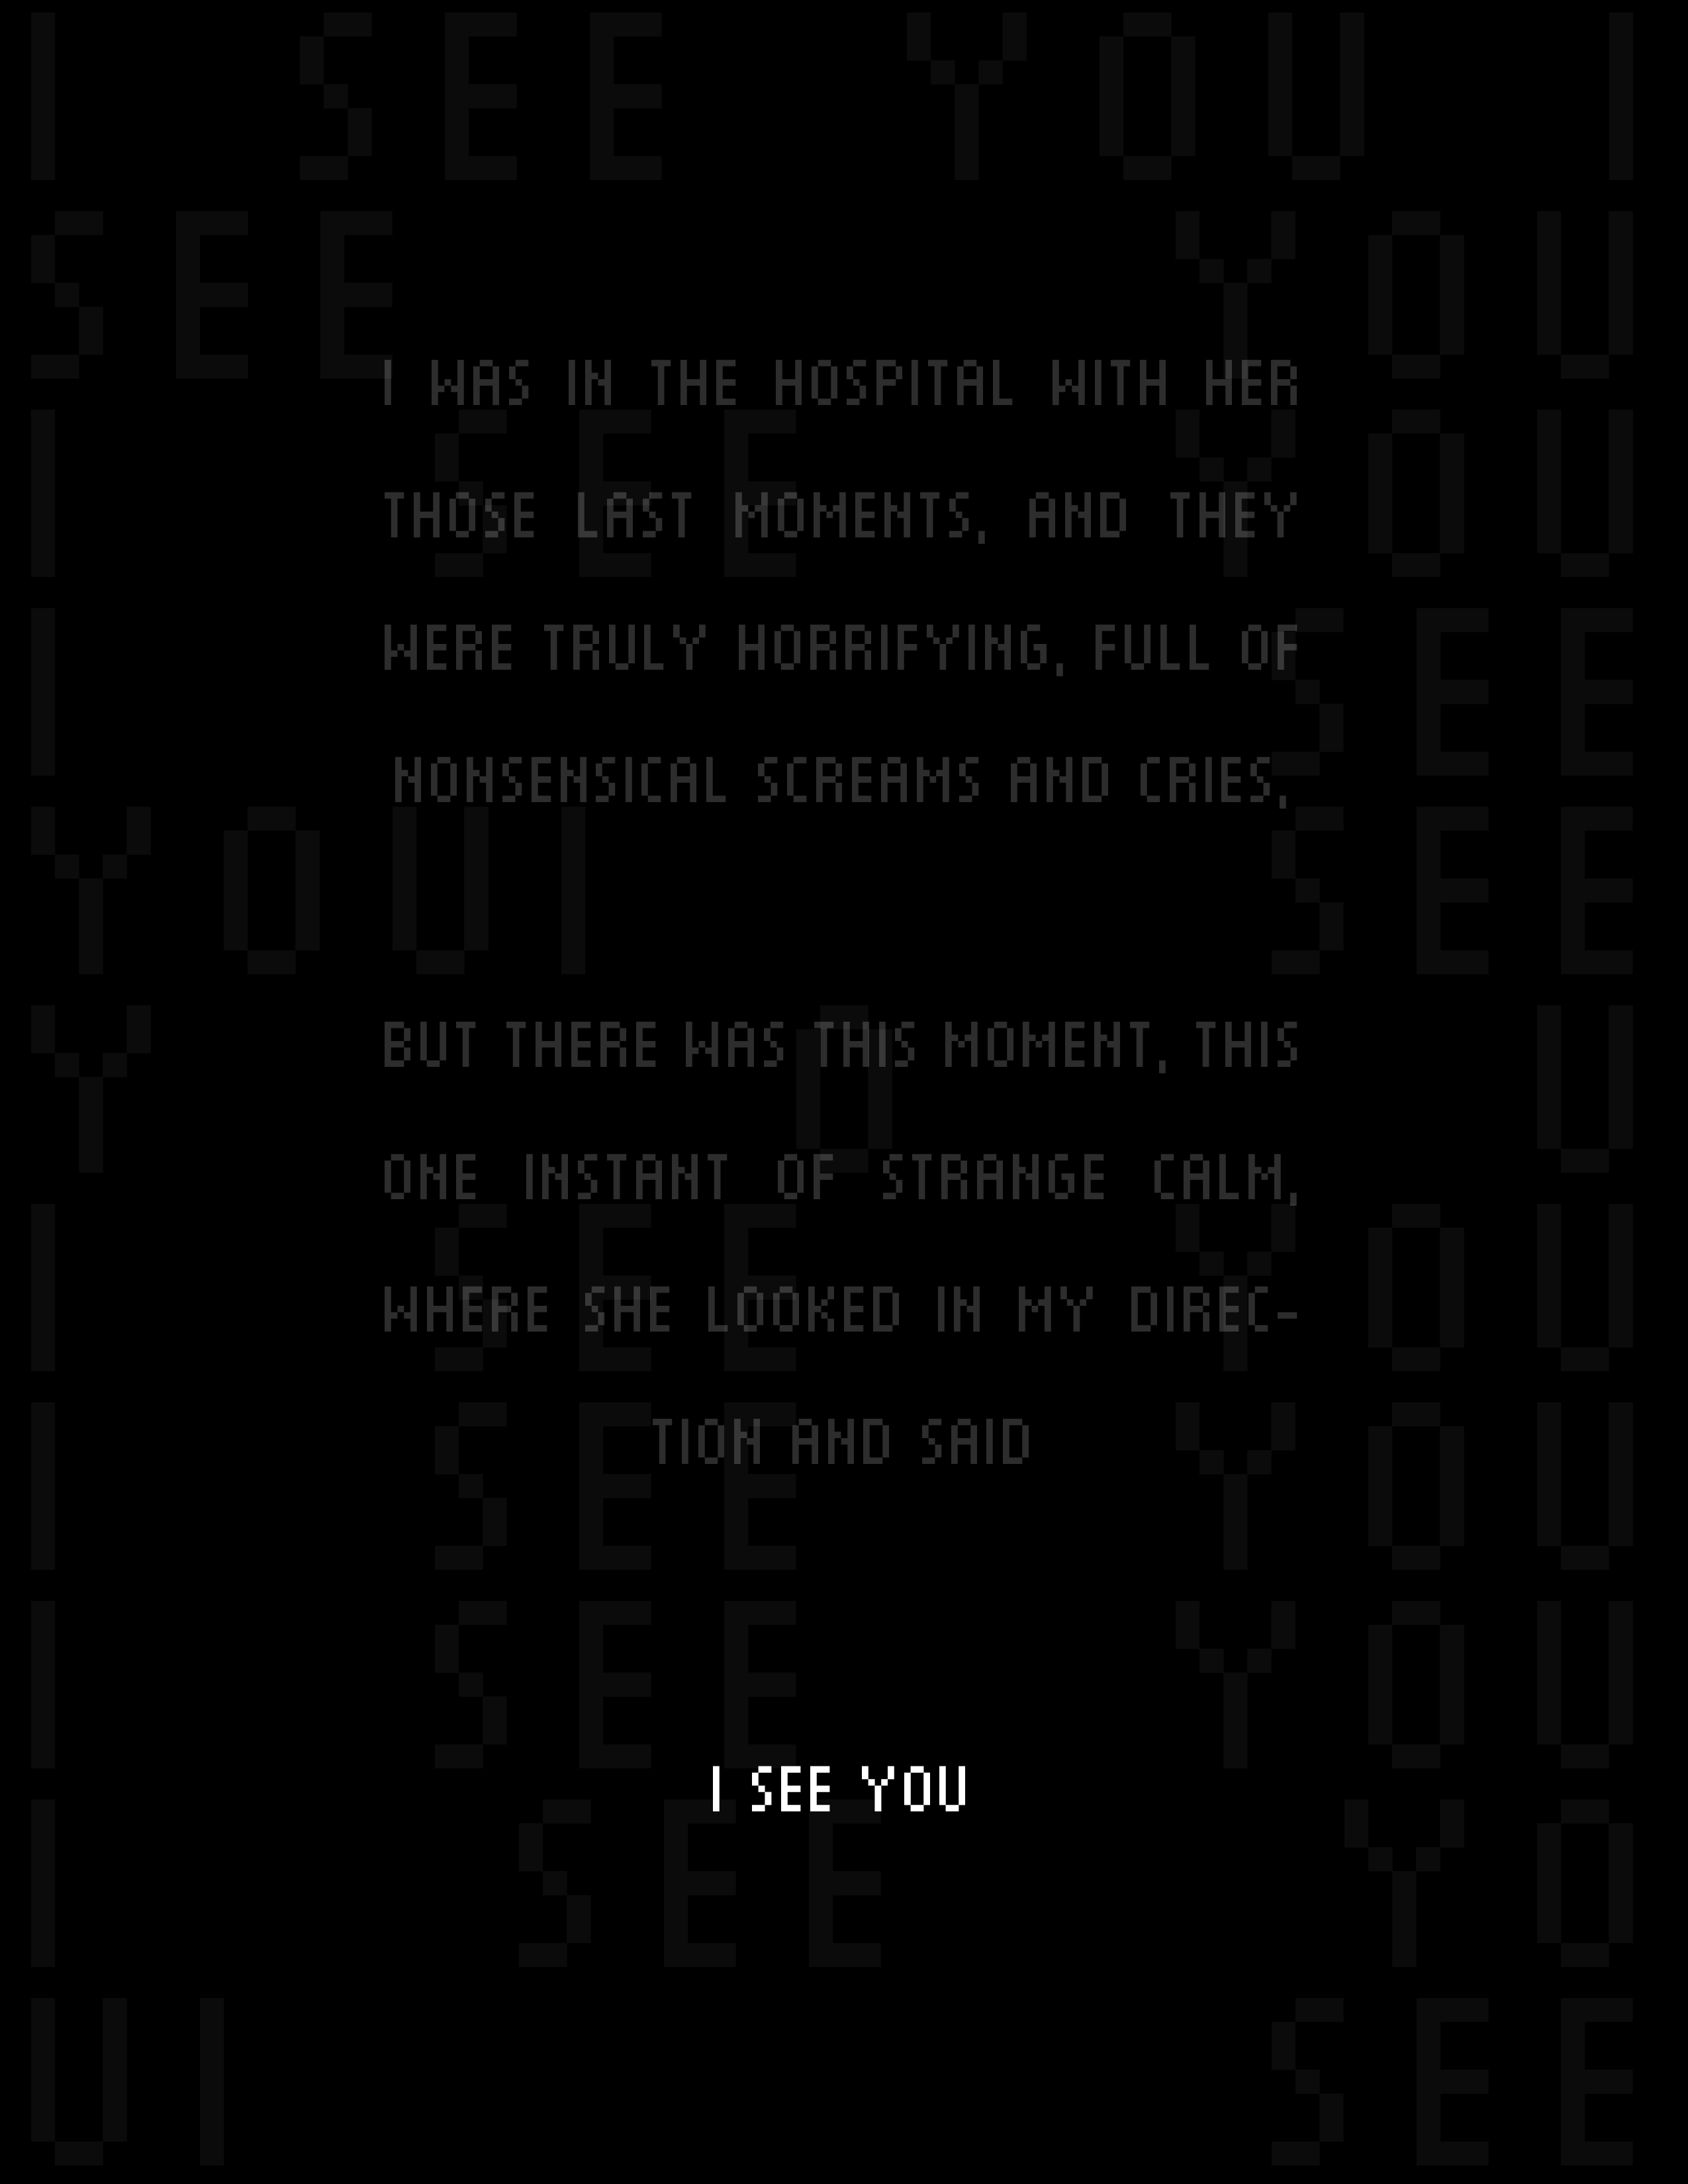 I SEE YOU I
SEE YOU
I WAS IN THE HOSPITAL WITH HER
I SEE YOU
THOSE LAST MOMENTS, AND THEY
I SEE
WERE TRULY HORRIFYING, FULL OF
NONSENSICAL SCREAMS AND CRIES,
YOU I SEE
Y O U
BUT THERE WAS THIS MOMENT, THIS
ONE INSTANT OF STRANGE CALM,
I SEE YOU
WHERE SHE LOOKED IN MY DIREC-
I SEE YOU
TION AND SAID
I SEE YOU
I SEE YOU
I SEE YO
U I SEE